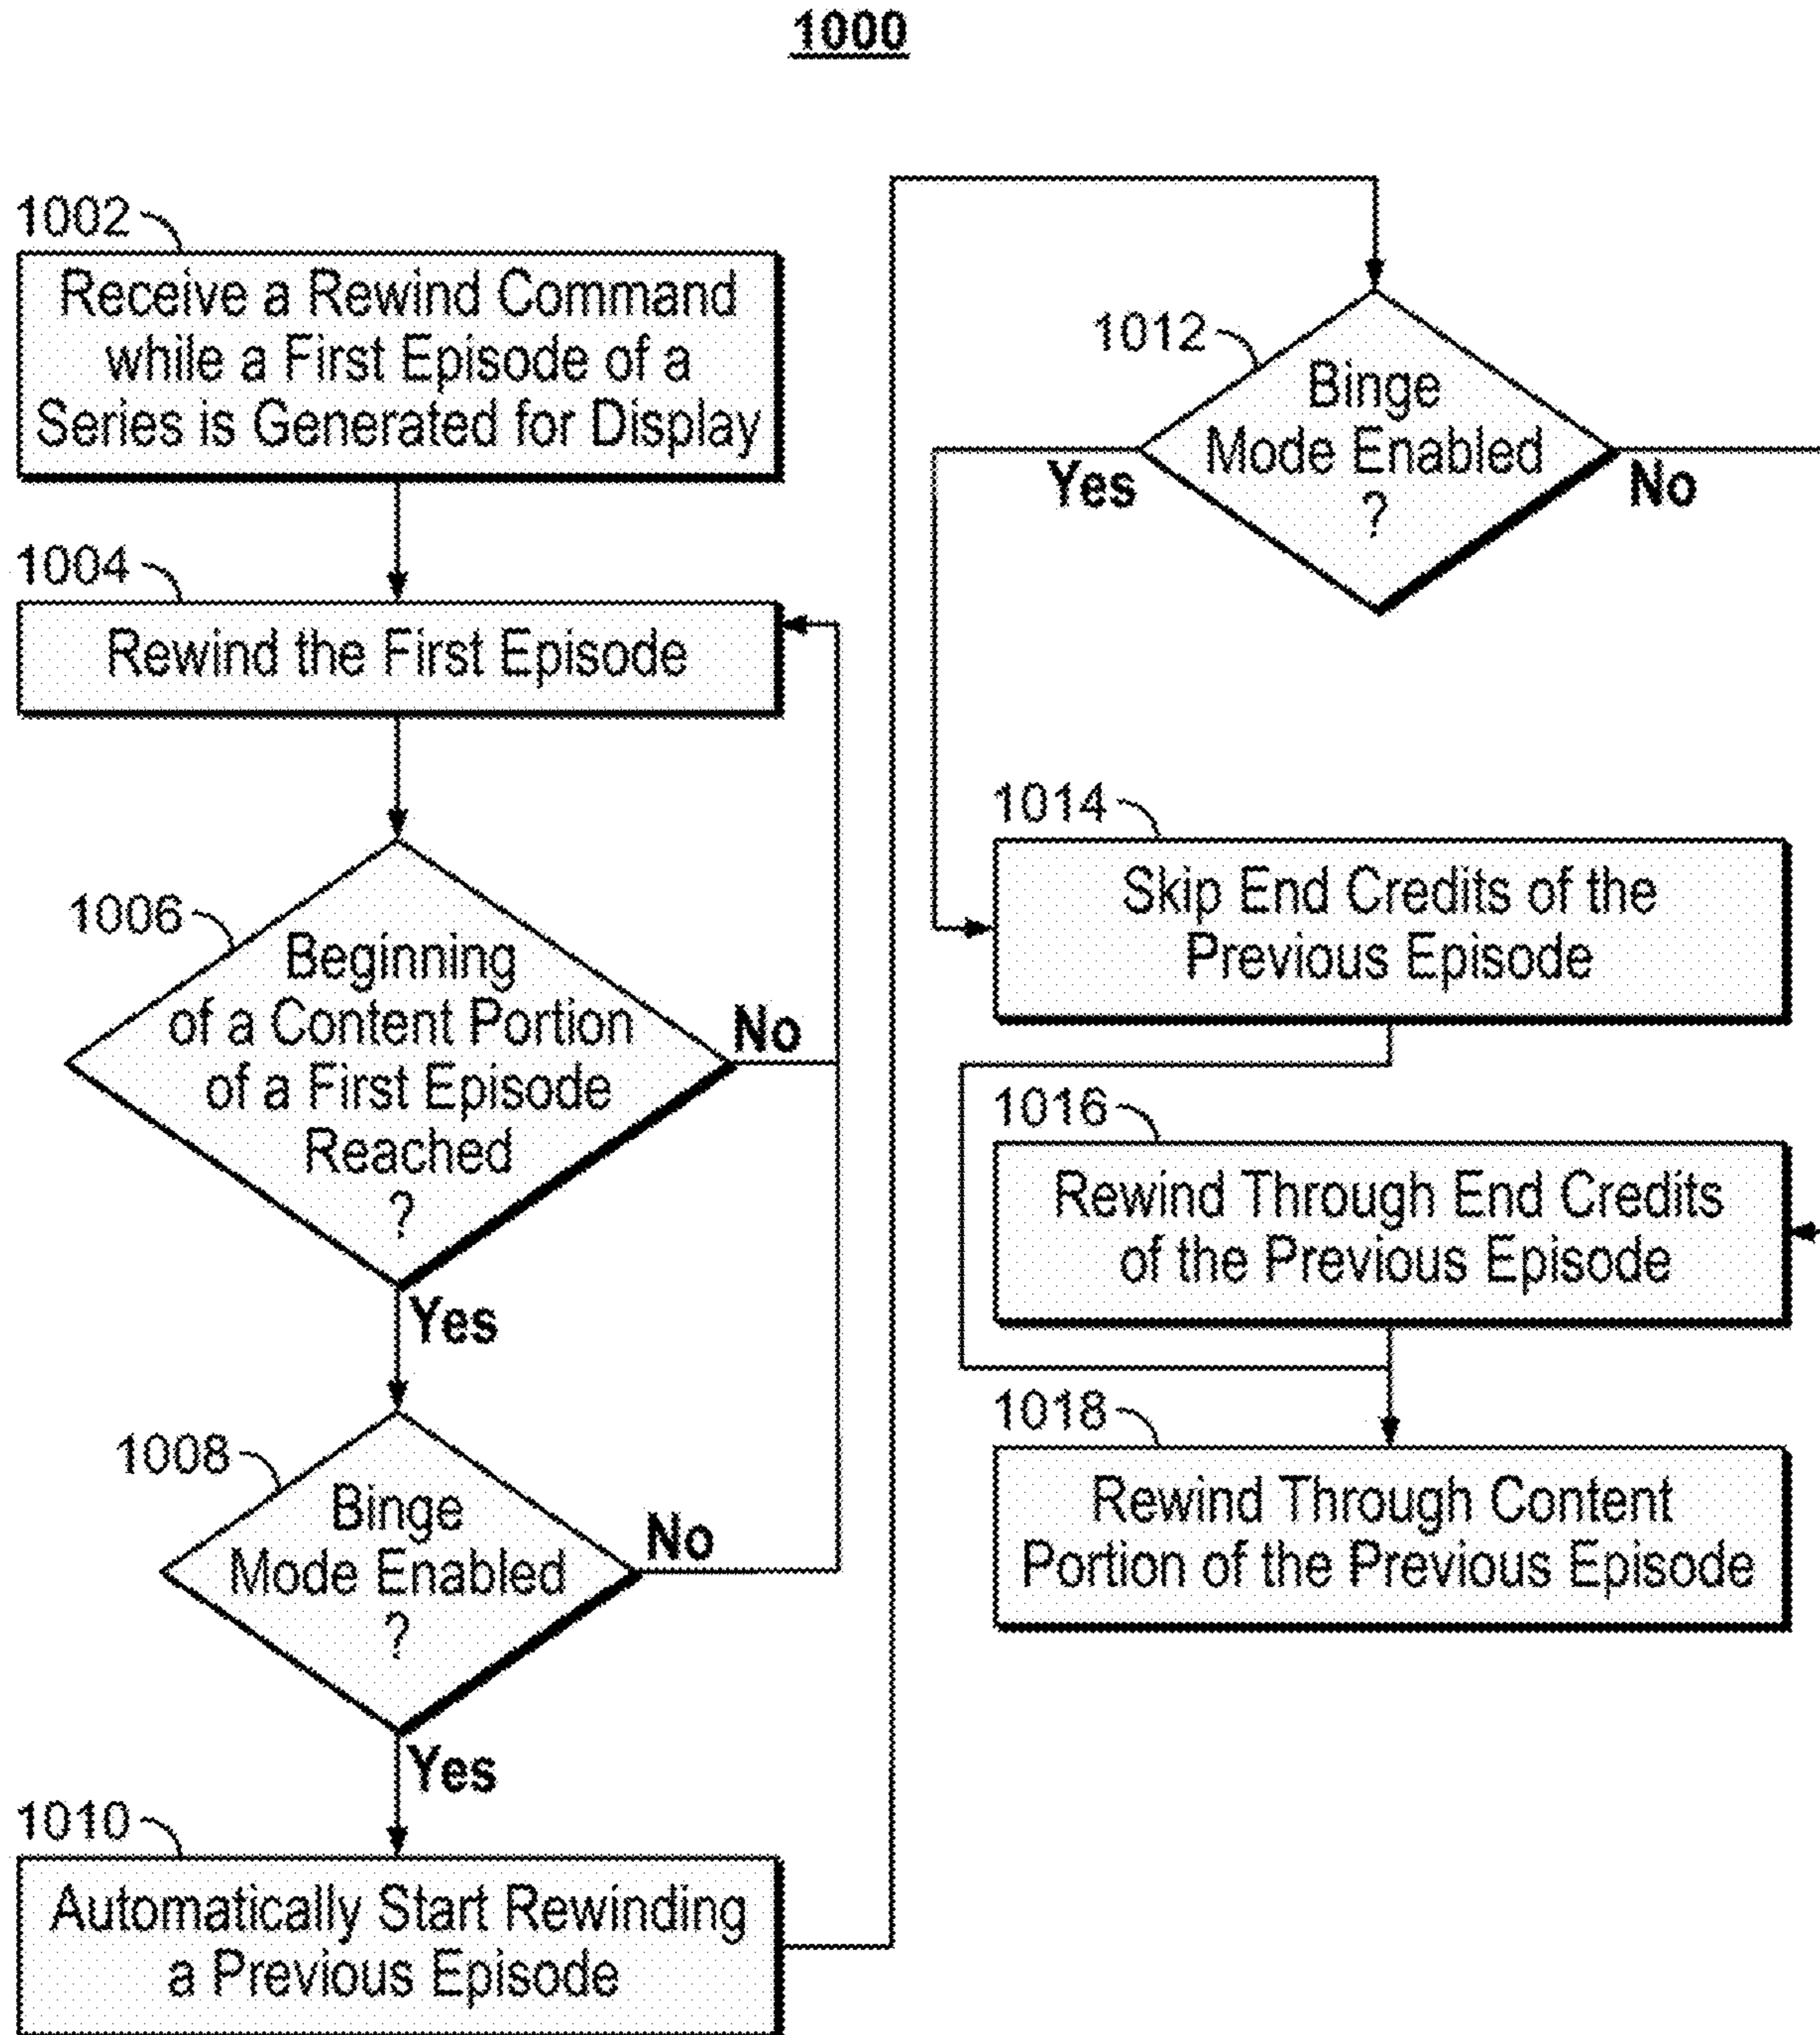 1000
1002
Receive a Rewind Command
while a First Episode of a
Series is Generated for Display
1004
Rewind the First Episode
1006
Beginning
of a Content Portion
of a First Episode
Reached
?
No
Yes
1008
Binge
Mode Enabled
?
No
Yes
1010
Automatically Start Rewinding
a Previous Episode
1012
Binge
Mode Enabled
?
Yes
No
1014
Skip End Credits of the
Previous Episode
1016
Rewind Through End Credits
of the Previous Episode
1018
Rewind Through Content
Portion of the Previous Episode